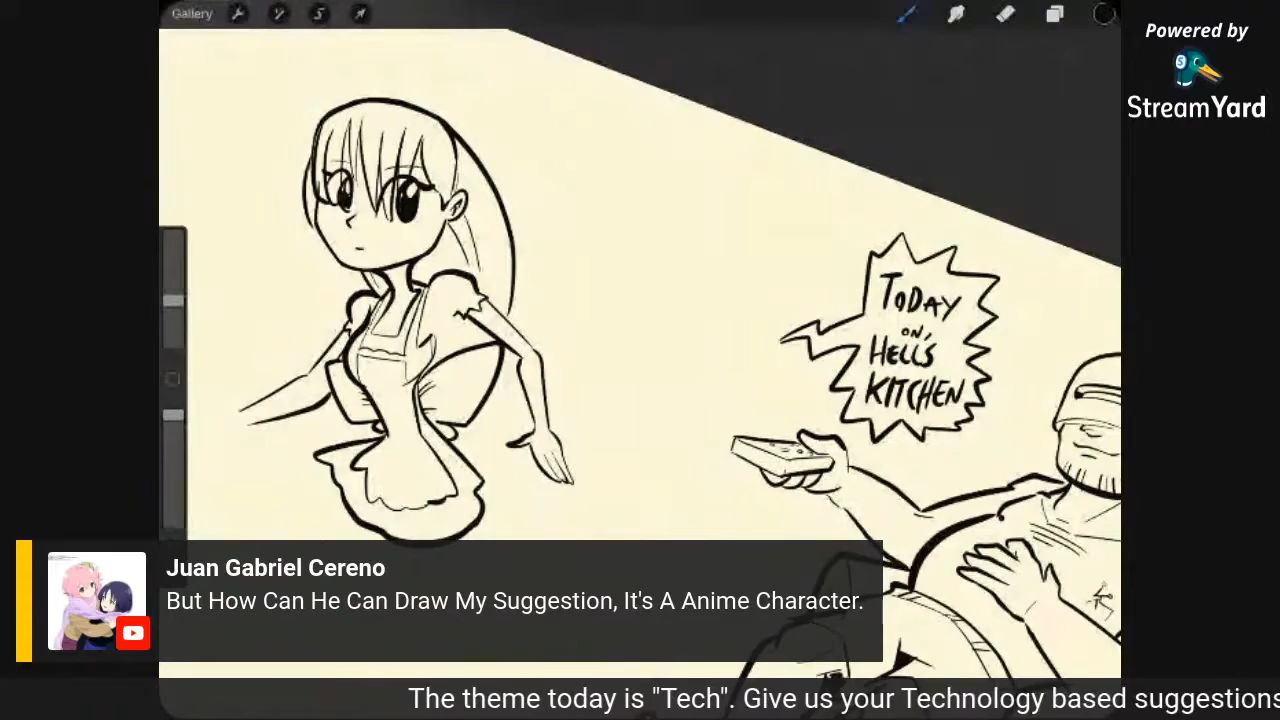 Gallery
Powered by
StreamYard
TODAY
ON,
HELL'S
KITCHEN
Juan Gabriel Cereno
But How Can He Can Draw My Suggestion, It's A Anime Character.
The theme today is "Tech". Give us your Technology based suggestions